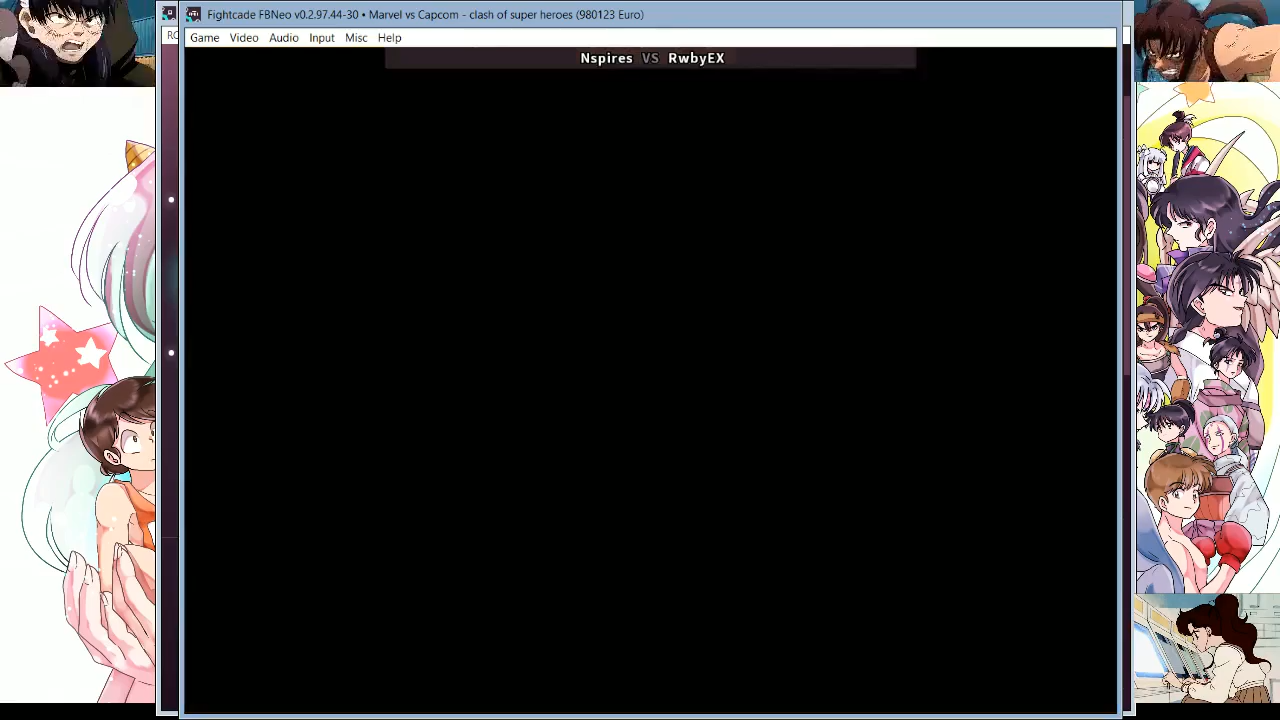 Fightcade FBNeo v0.2.97.44-30 • Marvel vs Capcom - clash of super heroes (980123 Euro)
RO
Game Video Audio Input Misc Help
Nspires VS RwbyEX